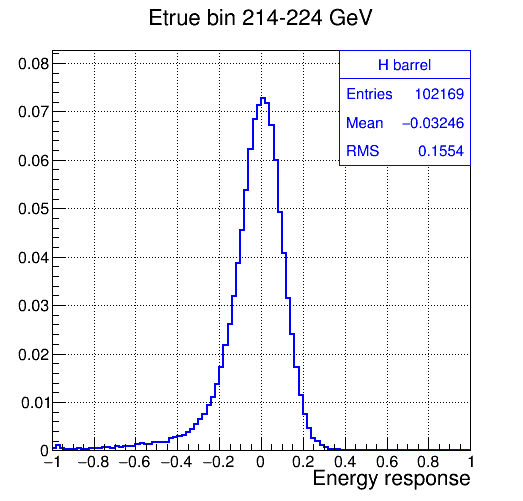 Etrue bin 214-224 GeV
H barrel
Entries 102169
Mean −0.03246
RMS 0.1554
0.08
0.07
0.06
0.05
0.04
0.03
0.02
0.01
0
−1 −0.8 −0.6 −0.4 −0.2 0 0.2 0.4 0.6 0.8 1
Energy response